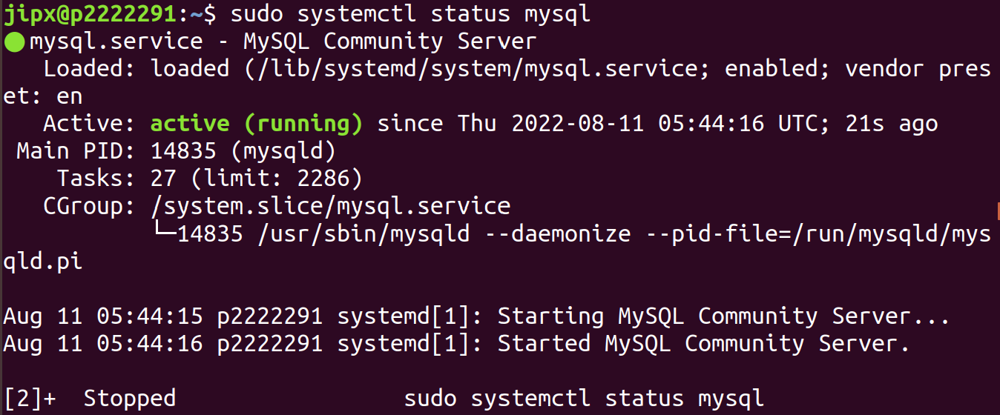 jipx@p2222291:~$ sudo systemctl status mysql
● mysql.service - MySQL Community Server
   Loaded: loaded (/lib/systemd/system/mysql.service; enabled; vendor pres
et: en
   Active: active (running) since Thu 2022-08-11 05:44:16 UTC; 21s ago
 Main PID: 14835 (mysqld)
    Tasks: 27 (limit: 2286)
   CGroup: /system.slice/mysql.service
           └─14835 /usr/sbin/mysqld --daemonize --pid-file=/run/mysqld/mys
qld.pi
Aug 11 05:44:15 p2222291 systemd[1]: Starting MySQL Community Server...
Aug 11 05:44:16 p2222291 systemd[1]: Started MySQL Community Server.
[2]+  Stopped                 sudo systemctl status mysql